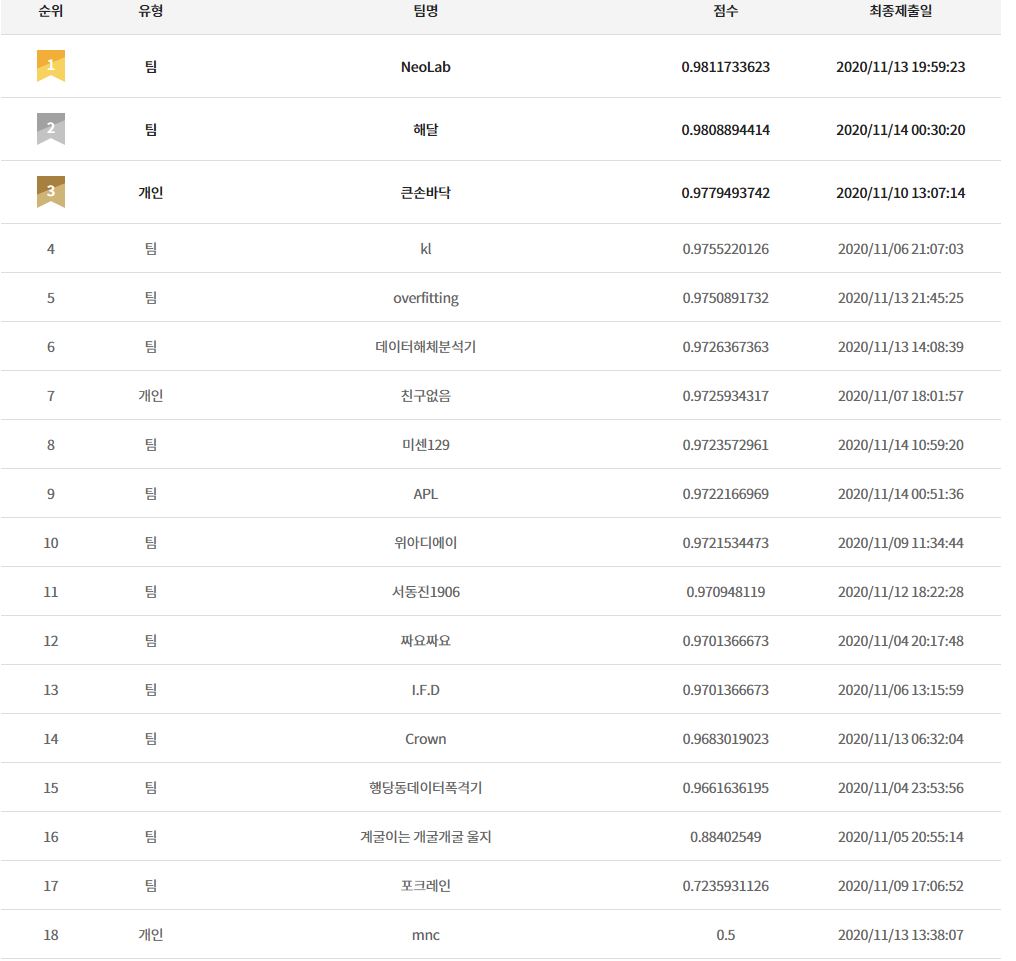 순위 유형 팀명 점수 최종제출일
1 팀 NeoLab 0.9811733623 2020/11/13 19:59:23
2 팀 해달 0.9808894414 2020/11/14 00:30:20
3 개인 큰손바닥 0.9779493742 2020/11/10 13:07:14
4 팀 kl 0.9755220126 2020/11/06 21:07:03
5 팀 overfitting 0.9750891732 2020/11/13 21:45:25
6 팀 데이터해체분석기 0.9726367363 2020/11/13 14:08:39
7 개인 친구없음 0.9725934317 2020/11/07 18:01:57
8 팀 미센129 0.9723572961 2020/11/14 10:59:20
9 팀 APL 0.9722166969 2020/11/14 00:51:36
10 팀 위아디에이 0.9721534473 2020/11/09 11:34:44
11 팀 서동진1906 0.970948119 2020/11/12 18:22:28
12 팀 짜요짜요 0.9701366673 2020/11/04 20:17:48
13 팀 I.F.D 0.9701366673 2020/11/06 13:15:59
14 팀 Crown 0.9683019023 2020/11/13 06:32:04
15 팀 행당동데이터폭격기 0.9661636195 2020/11/04 23:53:56
16 팀 계굴이는 개굴개굴 울지 0.88402549 2020/11/05 20:55:14
17 팀 포크레인 0.7235931126 2020/11/09 17:06:52
18 개인 mnc 0.5 2020/11/13 13:38:07